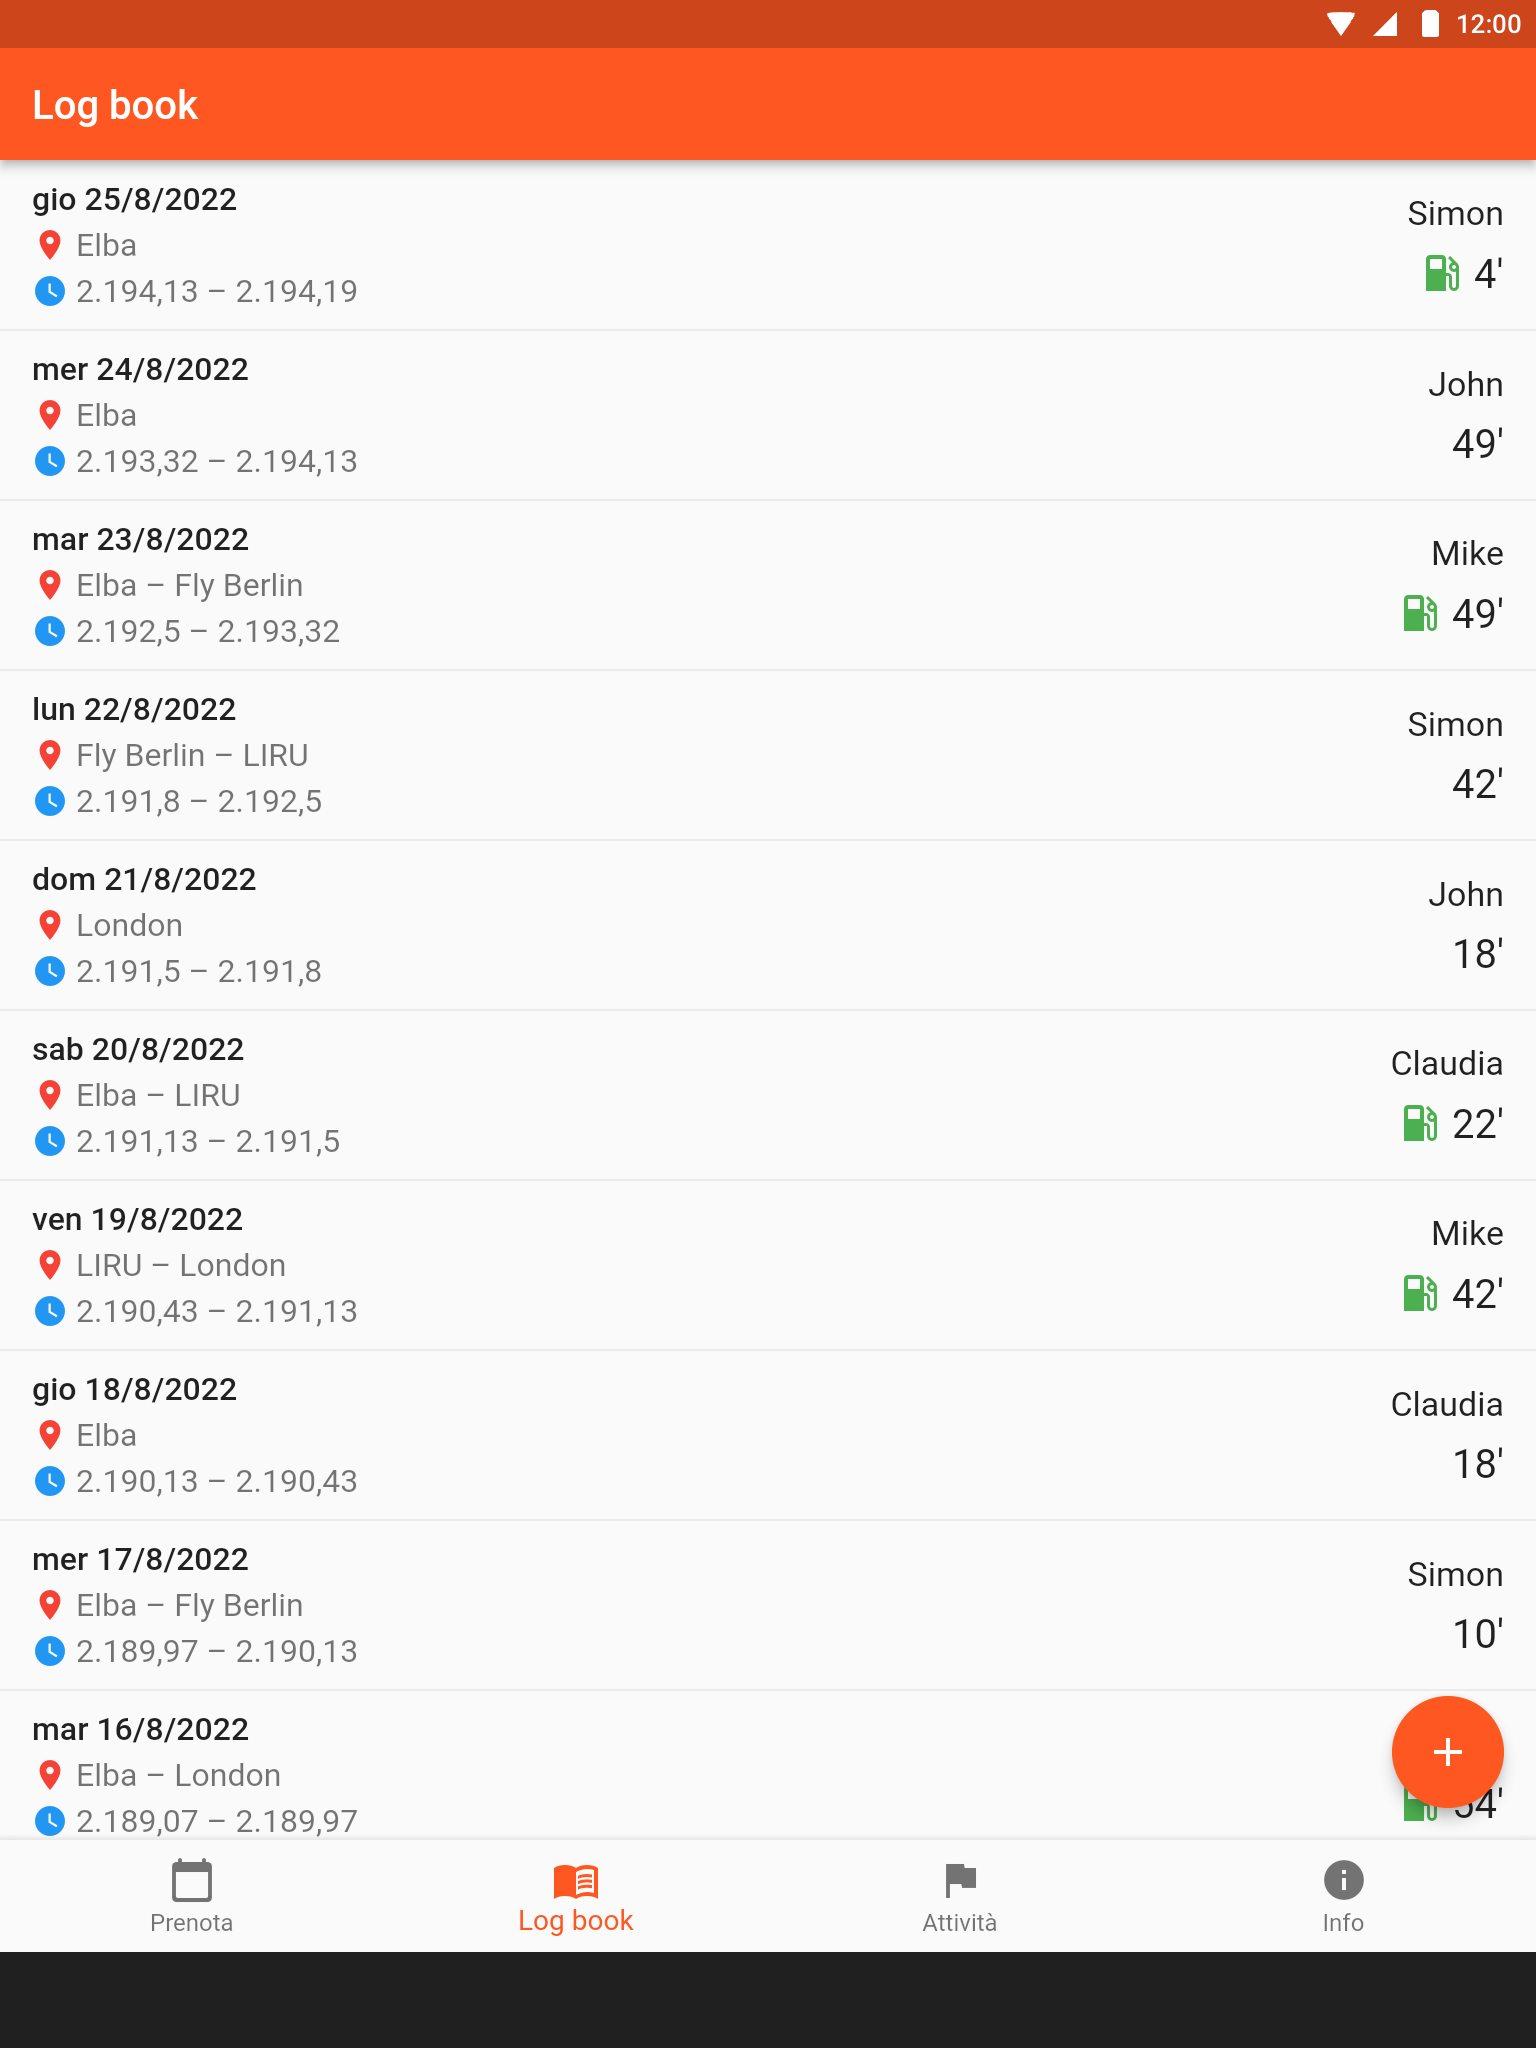 12:00
Log book
gio 25/8/2022
Simon
Elba
4'
2.194,13 – 2.194,19
mer 24/8/2022
John
Elba
49'
2.193,32 – 2.194,13
mar 23/8/2022
Mike
Elba – Fly Berlin
49'
2.192,5 – 2.193,32
lun 22/8/2022
Simon
Fly Berlin – LIRU
42'
2.191,8 – 2.192,5
dom 21/8/2022
John
London
18'
2.191,5 – 2.191,8
sab 20/8/2022
Claudia
Elba – LIRU
22'
2.191,13 – 2.191,5
ven 19/8/2022
Mike
LIRU – London
42'
2.190,43 – 2.191,13
gio 18/8/2022
Claudia
Elba
18'
2.190,13 – 2.190,43
mer 17/8/2022
Simon
Elba – Fly Berlin
10'
2.189,97 – 2.190,13
mar 16/8/2022
Elba – London
54'
2.189,07 – 2.189,97
Prenota
Log book
Attività
Info